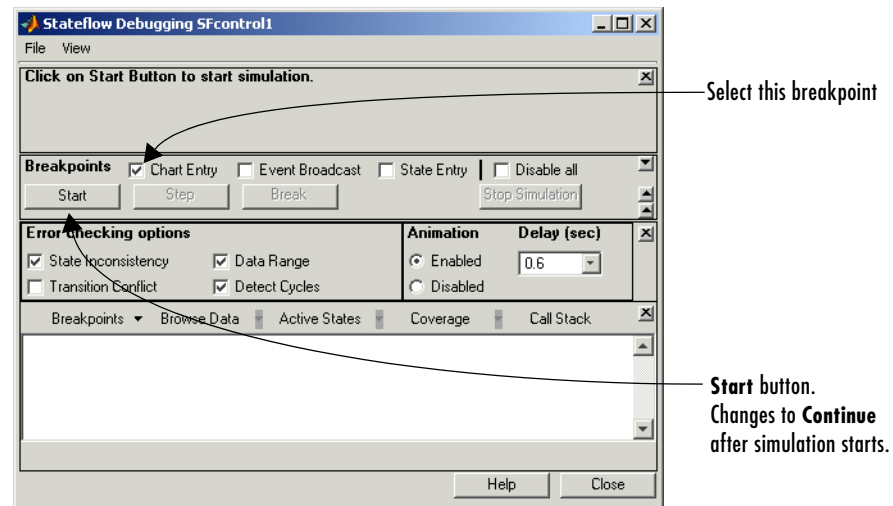 Stateflow Debugging SFcontrol1
File View
Click on Start Button to start simulation.
Select this breakpoint
Breakpoints Chart Entry Event Broadcast State Entry Disable all
Start Step Break Stop Simulation
Error checking options Animation Delay (sec)
State Inconsistency Data Range Enabled 0.6
Transition Conflict Detect Cycles Disabled
Breakpoints Browse Data Active States Coverage Call Stack
Start button.
Changes to Continue
after simulation starts.
Help Close